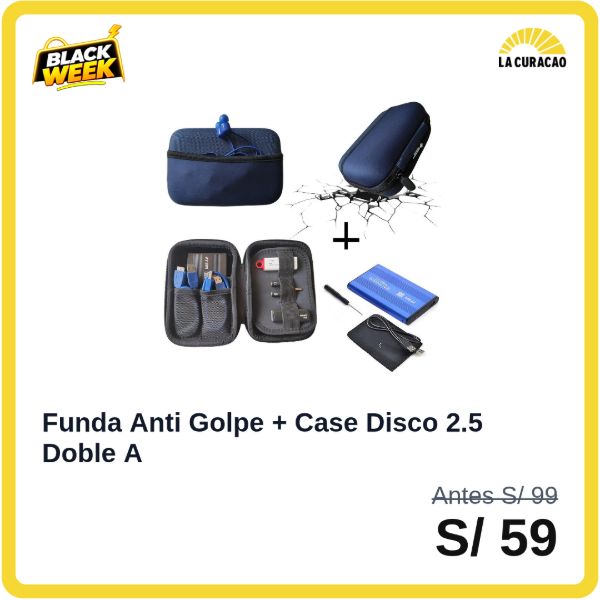 BLACK
WEEK
LA CURACAO
Funda Anti Golpe + Case Disco 2.5
Doble A
Antes S/ 99
S/ 59